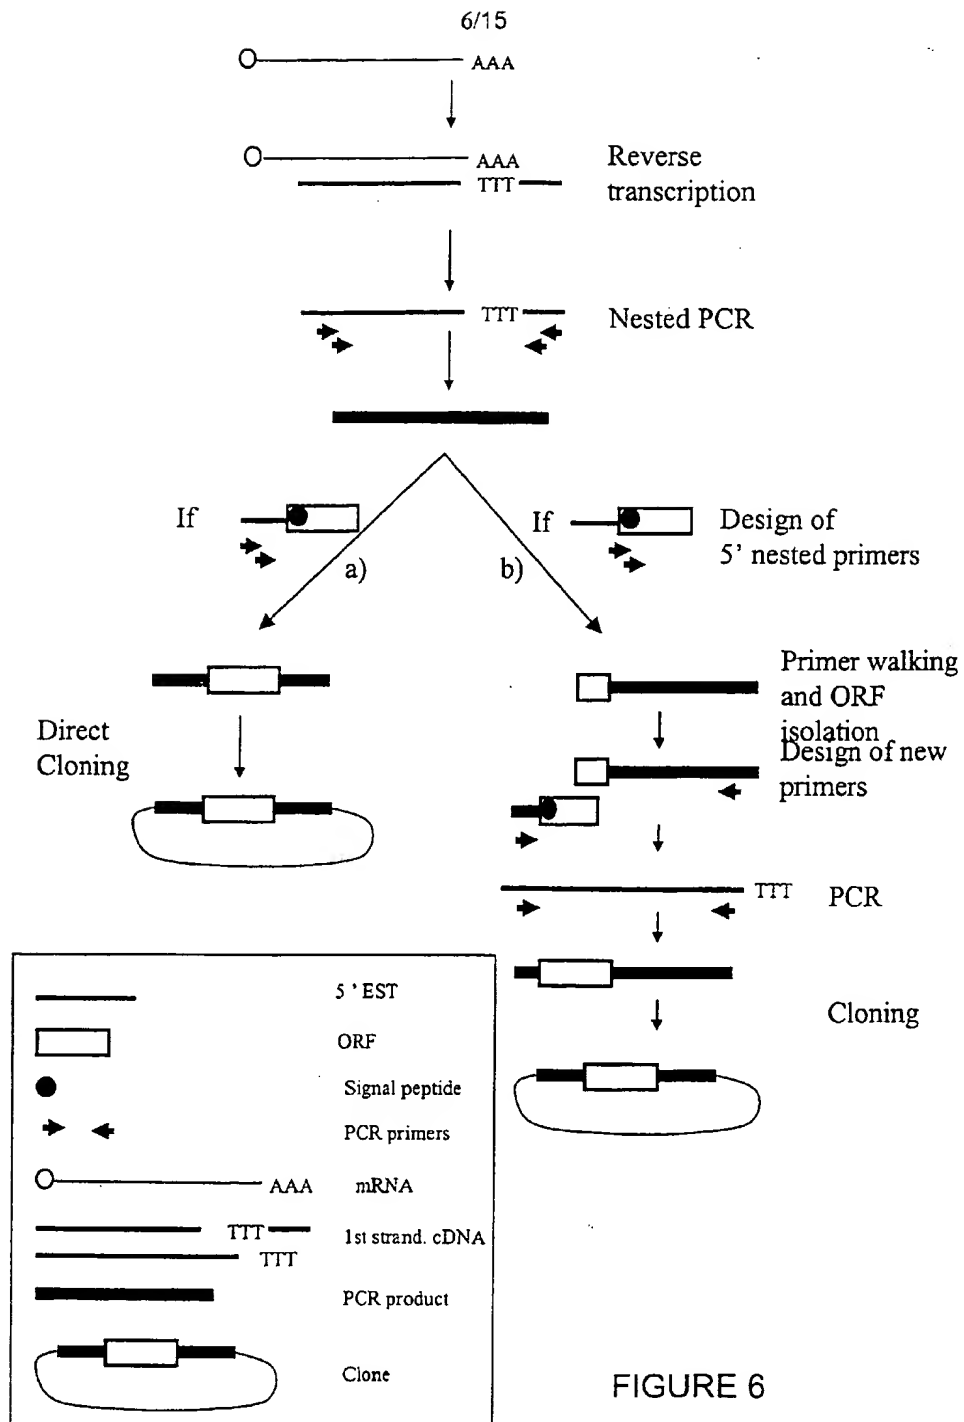 6/15
AAA
AAA
TTT
Reverse
transcription
TTT
Nested PCR
If
a)
If
b)
Design of
5' nested primers
Direct
Cloning
Primer walking
and ORF
isolation
Design of new
primers
TTT
PCR
Cloning
5 ' EST
ORF
Signal peptide
PCR primers
AAA
mRNA
TTT
1st strand. cDNA
TTT
PCR product
Clone
FIGURE 6